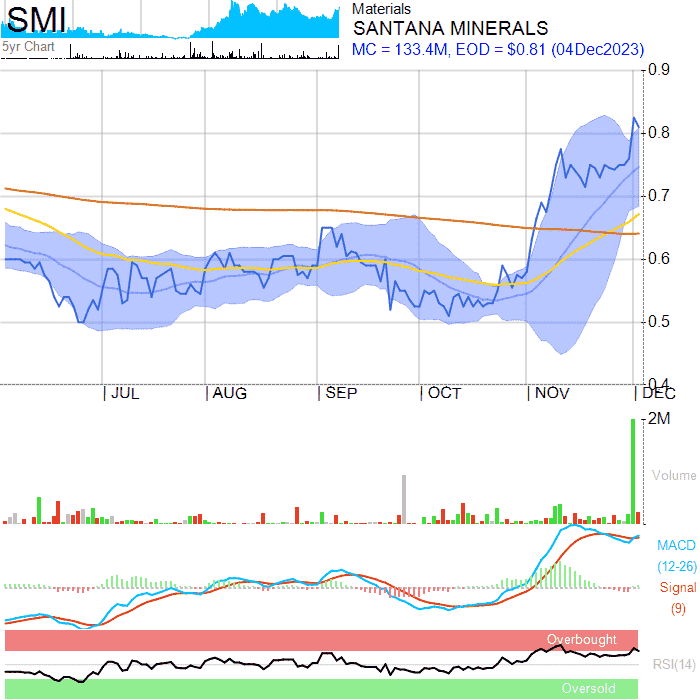 SMI
5yr Chart
Materials
SANTANA MINERALS
MC = 133.4M, EOD = $0.81 (04Dec2023)
0.9
0.8
0.7
0.6
0.5
0.4
JUL AUG SEP OCT NOV DEC
2M
Volume
MACD
(12-26)
Signal
(9)
Overbought
RSI(14)
Oversold